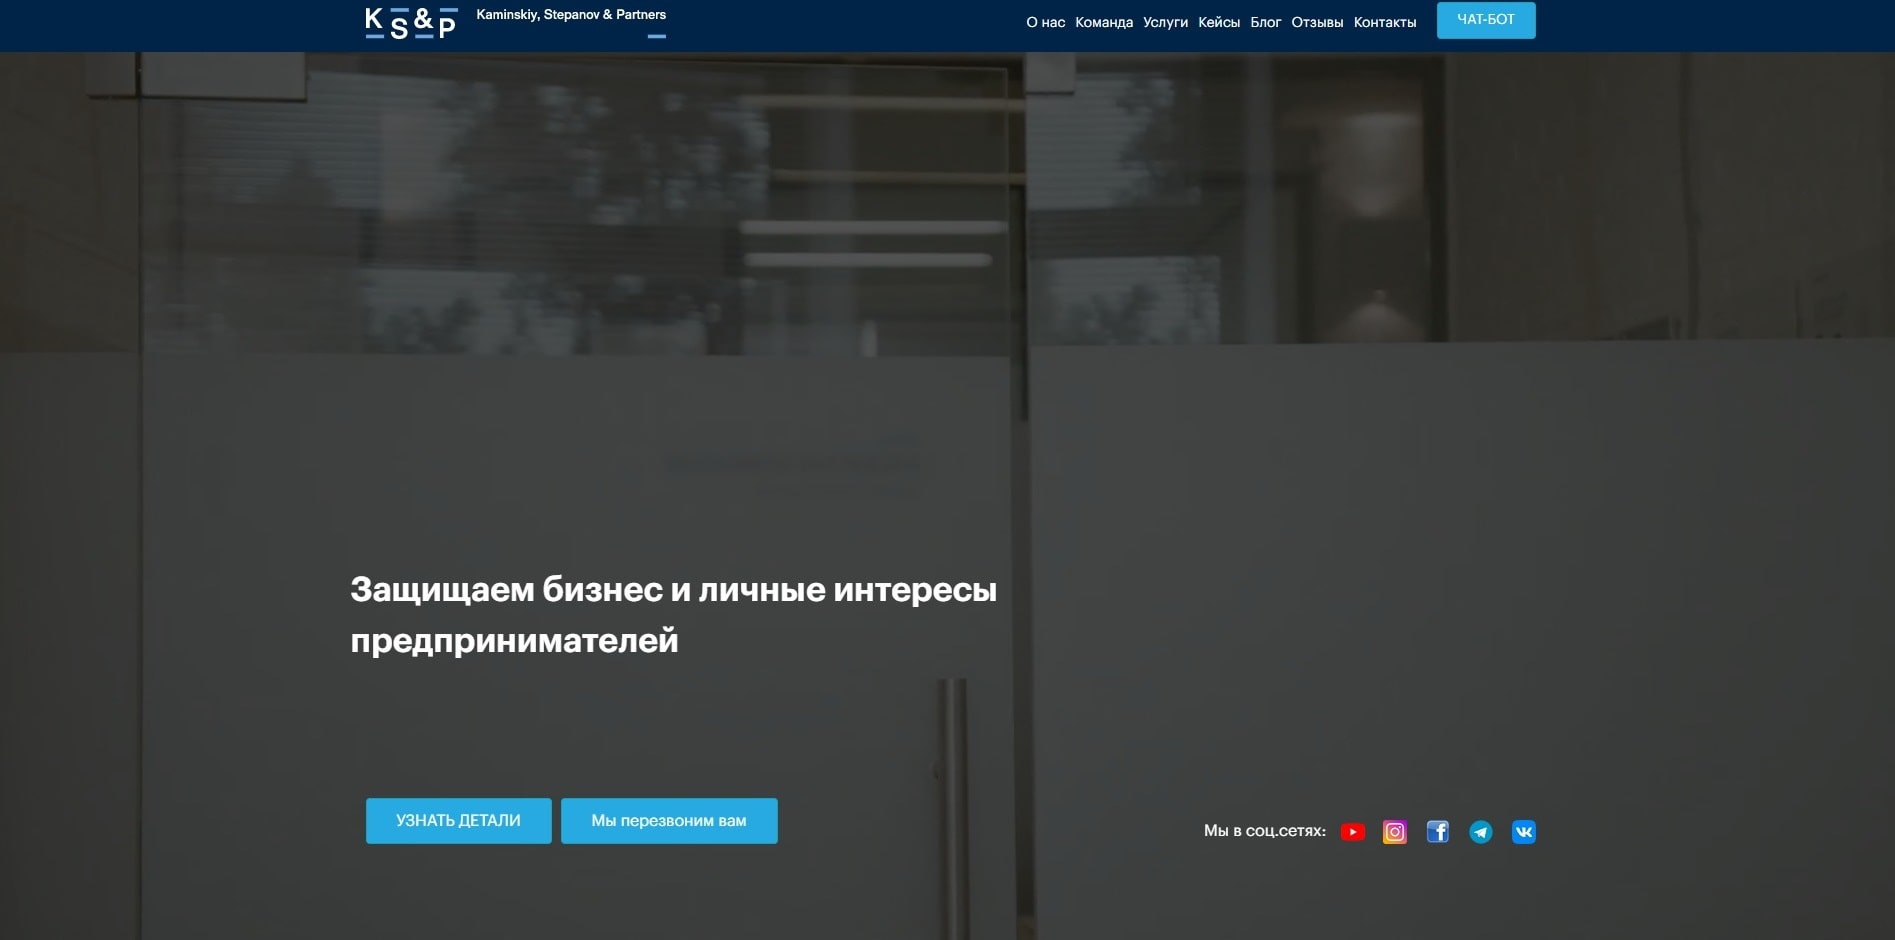 KS&P
Kaminskiy, Stepanov & Partners
О нас Команда Услуги Кейсы Блог Отзывы Контакты ЧАТ-БОТ
Защищаем бизнес и личные интересы
предпринимателей
УЗНАТЬ ДЕТАЛИ Мы перезвоним вам
Мы в соц.сетях: